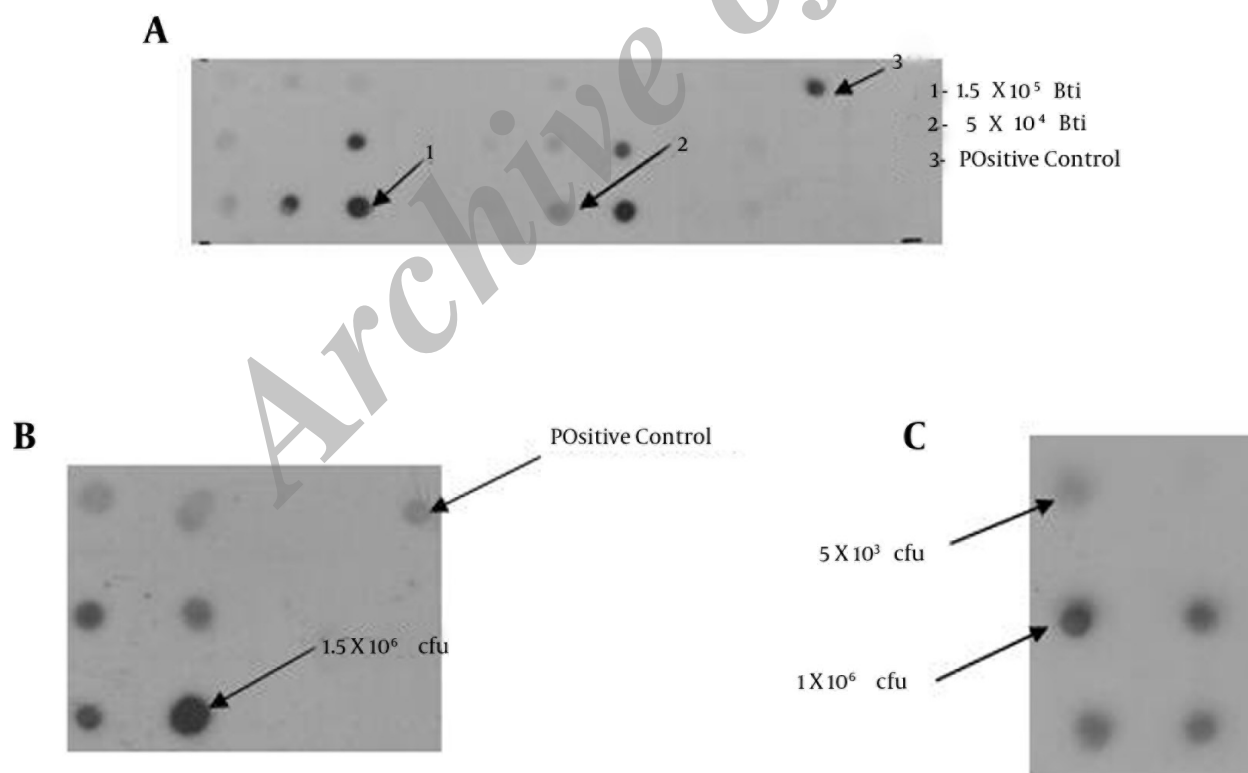 A
3
1- 1.5 X 10⁵ Bti
2- 5 X 10⁴ Bti
3- POsitive Control
1
2
Archive of
B
POsitive Control
1.5 X 10⁶ cfu
C
5 X 10³ cfu
1 X 10⁶ cfu